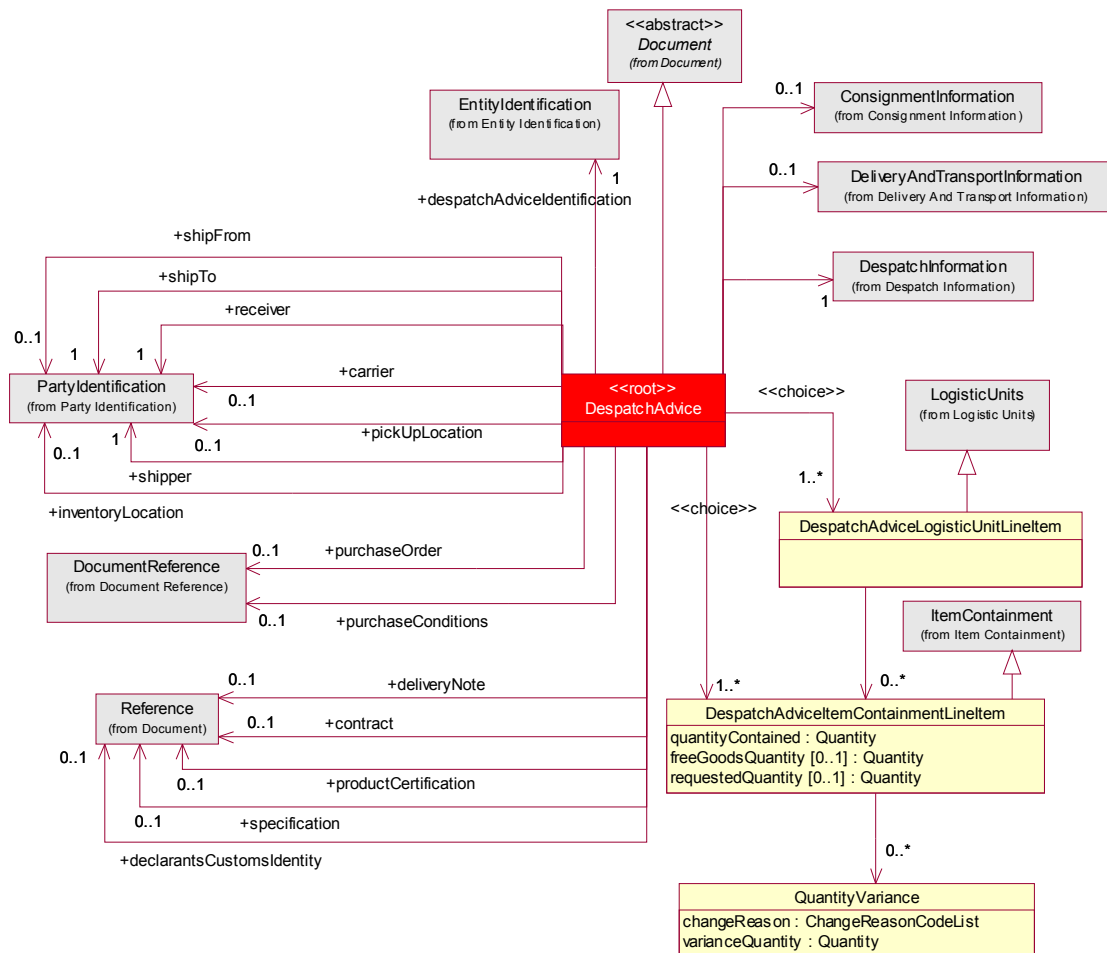 <<abstract>>
Document
(from Document)
EntityIdentification
(from Entity Identification)
1
+despatchAdviceIdentification
0..1
ConsignmentInformation
(from Consignment Information)
0..1
DeliveryAndTransportInformation
(from Delivery And Transport Information)
DespatchInformation
(from Despatch Information)
1
+shipFrom
+shipTo
+receiver
0..1
1
1
PartyIdentification
(from Party Identification)
+carrier
0..1
+pickUpLocation
0..1
1
0..1
+shipper
+inventoryLocation
<<root>>
DespatchAdvice
<<choice>>
LogisticUnits
(from Logistic Units)
1..*
<<choice>>
DespatchAdviceLogisticUnitLineItem
DocumentReference
(from Document Reference)
0..1
+purchaseOrder
0..1
+purchaseConditions
ItemContainment
(from Item Containment)
0..*
1..*
Reference
(from Document)
0..1
+deliveryNote
0..1
+contract
0..1
0..1
+productCertification
0..1
+specification
+declarantsCustomsIdentity
DespatchAdviceItemContainmentLineItem
quantityContained : Quantity
freeGoodsQuantity [0..1] : Quantity
requestedQuantity [0..1] : Quantity
0..*
QuantityVariance
changeReason : ChangeReasonCodeList
varianceQuantity : Quantity